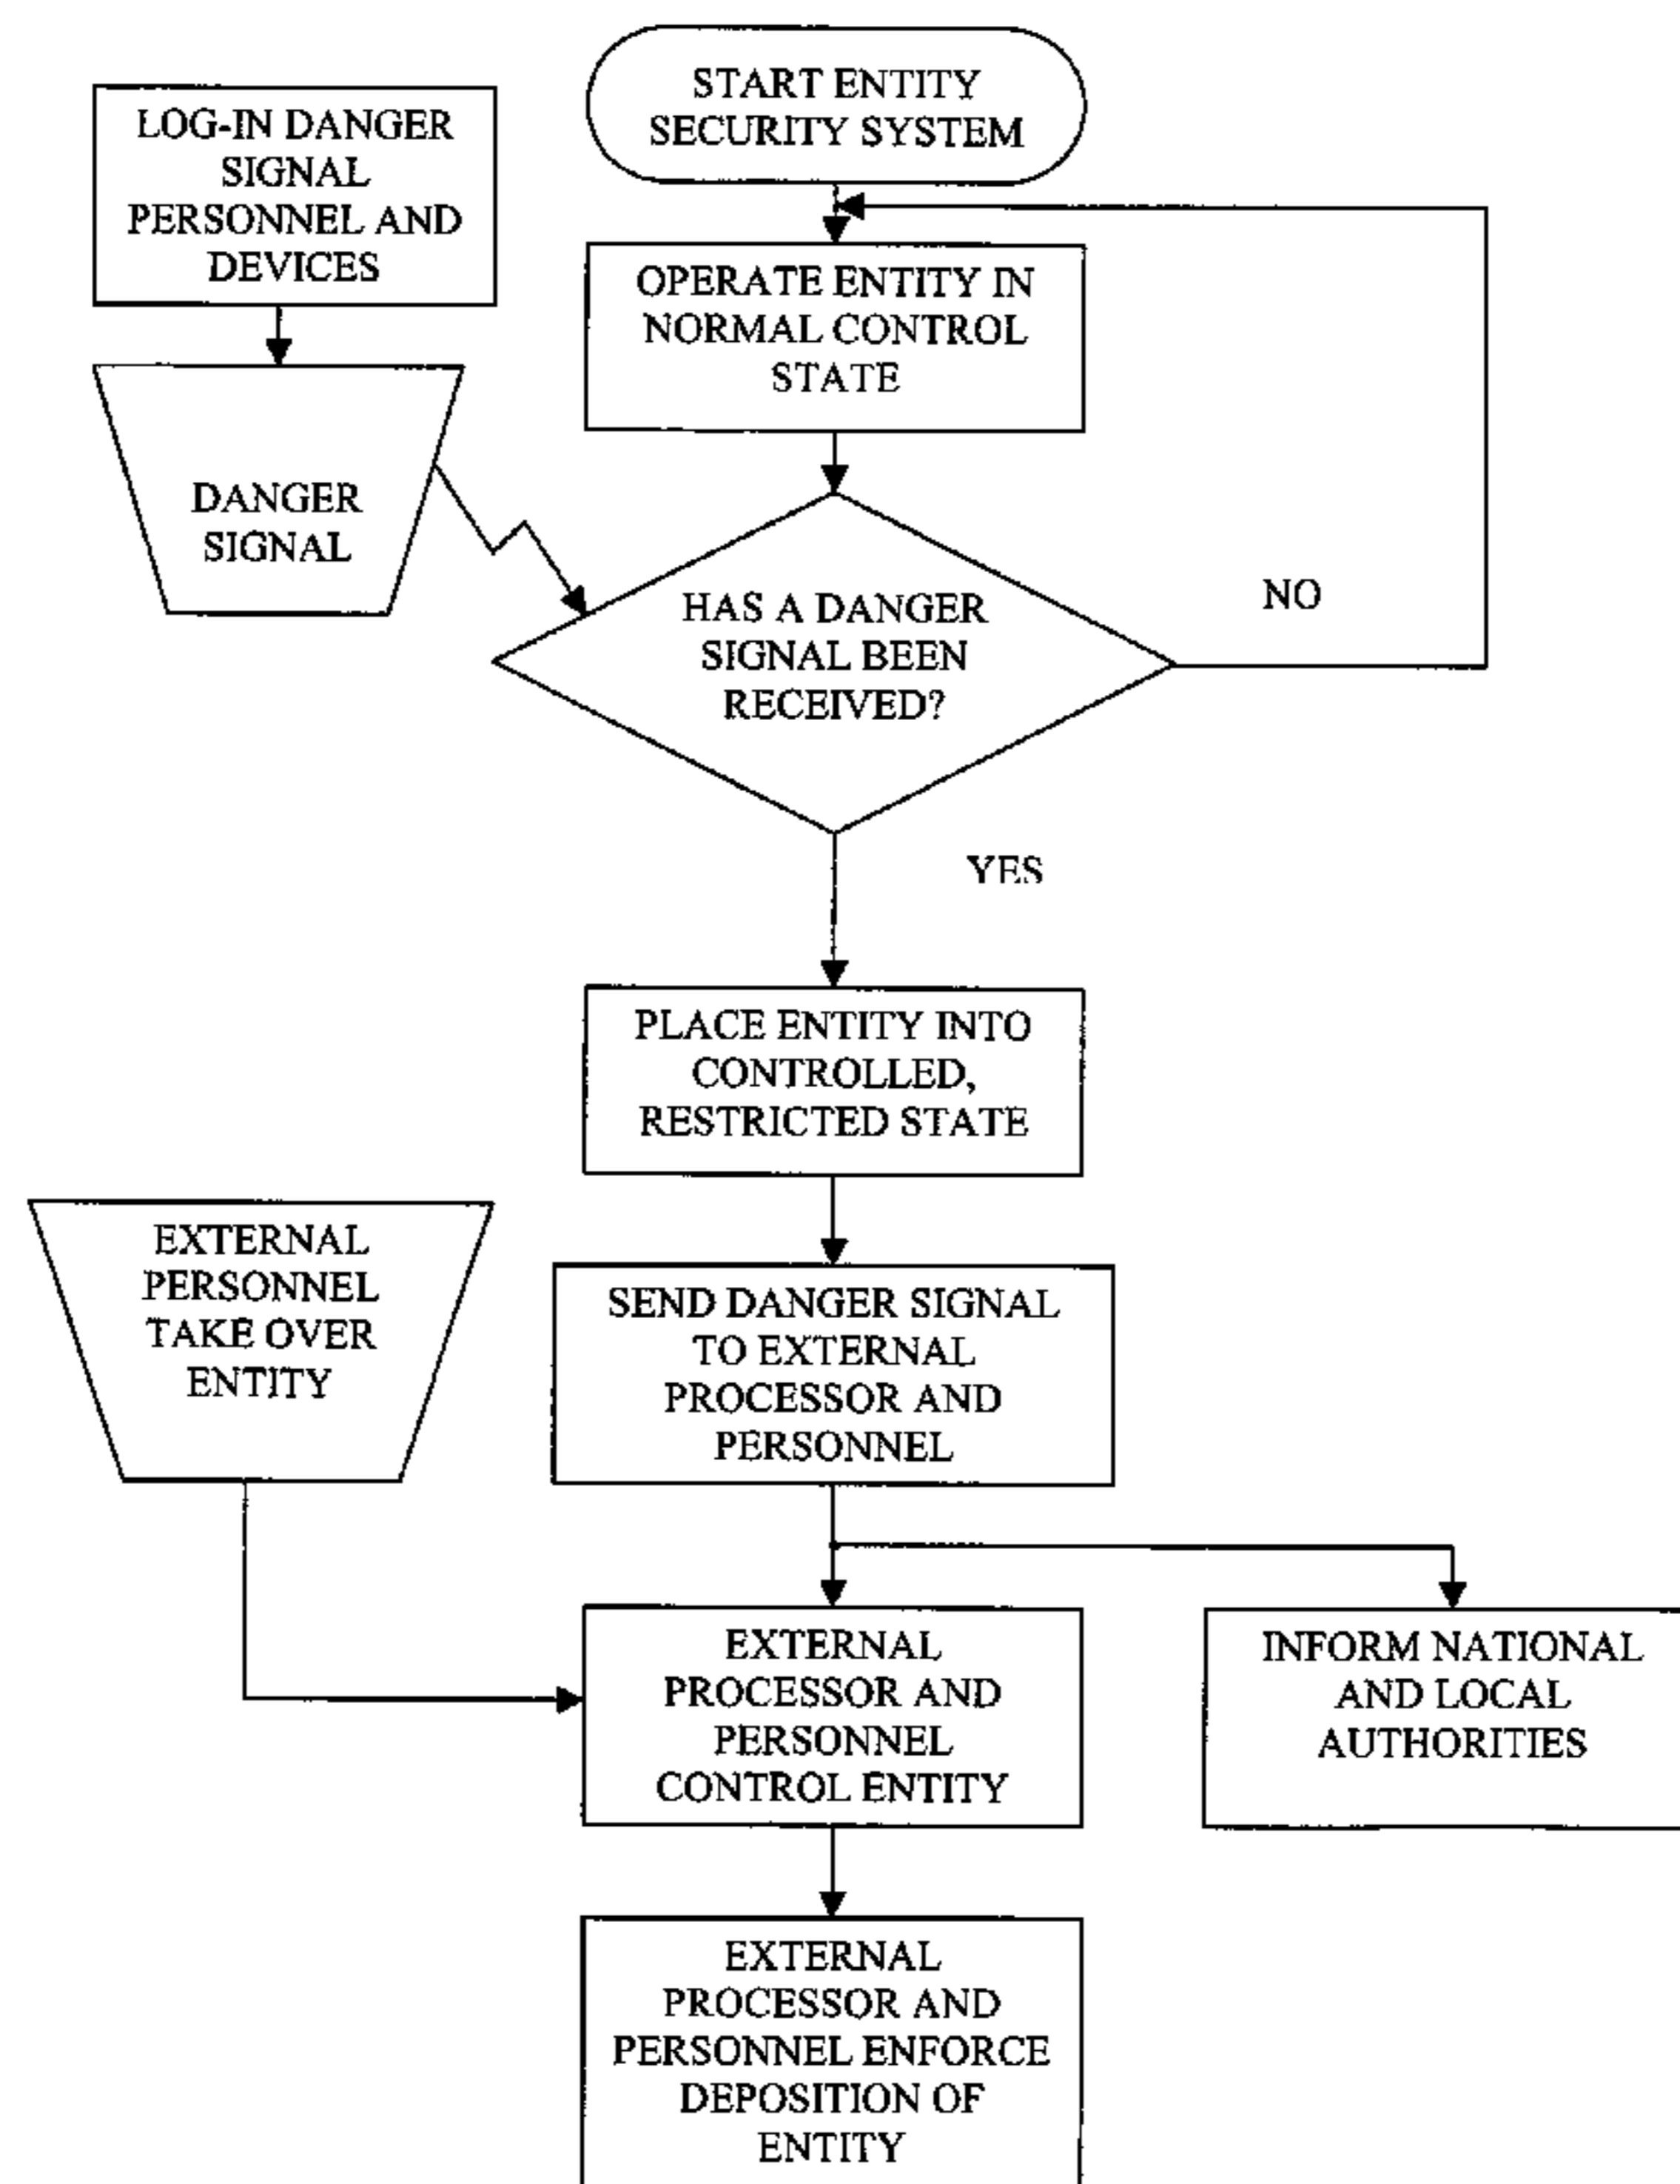 START ENTITY
SECURITY SYSTEM
LOG-IN DANGER
SIGNAL
PERSONNEL AND
DEVICES
OPERATE ENTITY IN
NORMAL CONTROL
STATE
DANGER
SIGNAL
HAS A DANGER
SIGNAL BEEN
RECEIVED?
NO
YES
PLACE ENTITY INTO
CONTROLLED,
RESTRICTED STATE
EXTERNAL
PERSONNEL
TAKE OVER
ENTITY
SEND DANGER SIGNAL
TO EXTERNAL
PROCESSOR AND
PERSONNEL
EXTERNAL
PROCESSOR AND
PERSONNEL
CONTROL ENTITY
INFORM NATIONAL
AND LOCAL
AUTHORITIES
EXTERNAL
PROCESSOR AND
PERSONNEL ENFORCE
DEPOSITION OF
ENTITY